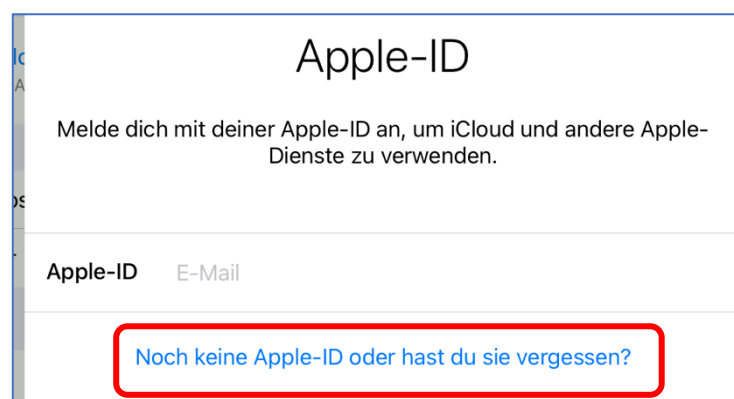 Apple-ID
Melde dich mit deiner Apple-ID an, um iCloud und andere Apple-
Dienste zu verwenden.
Apple-ID E-Mail
Noch keine Apple-ID oder hast du sie vergessen?